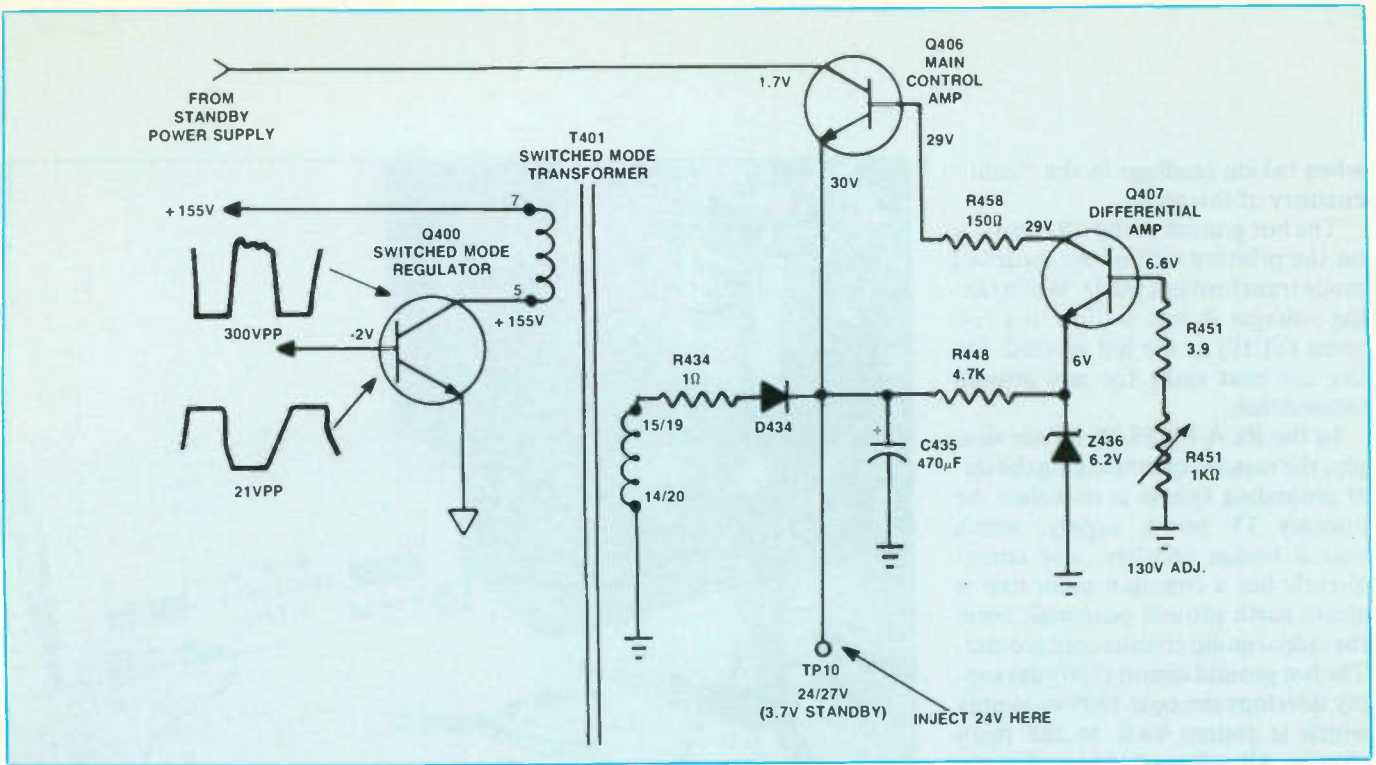 Q406
MAIN
CONTROL
AMP
1.7V
FROM
STANDBY
POWER SUPPLY
29V
T401
SWITCHED MODE
TRANSFORMER
30V
R458
150Ω
29V
Q407
DIFFERENTIAL
AMP
+155V
7
Q400
SWITCHED MODE
REGULATOR
6.6V
5
+155V
300VPP
-2V
R451
3.9
R434
1Ω
R448
4.7K
6V
15/19
D434
+
C435
470μF
Z436
6.2V
R451
1KΩ
21VPP
14/20
130V ADJ.
TP10
24/27V
(3.7V STANDBY)
INJECT 24V HERE